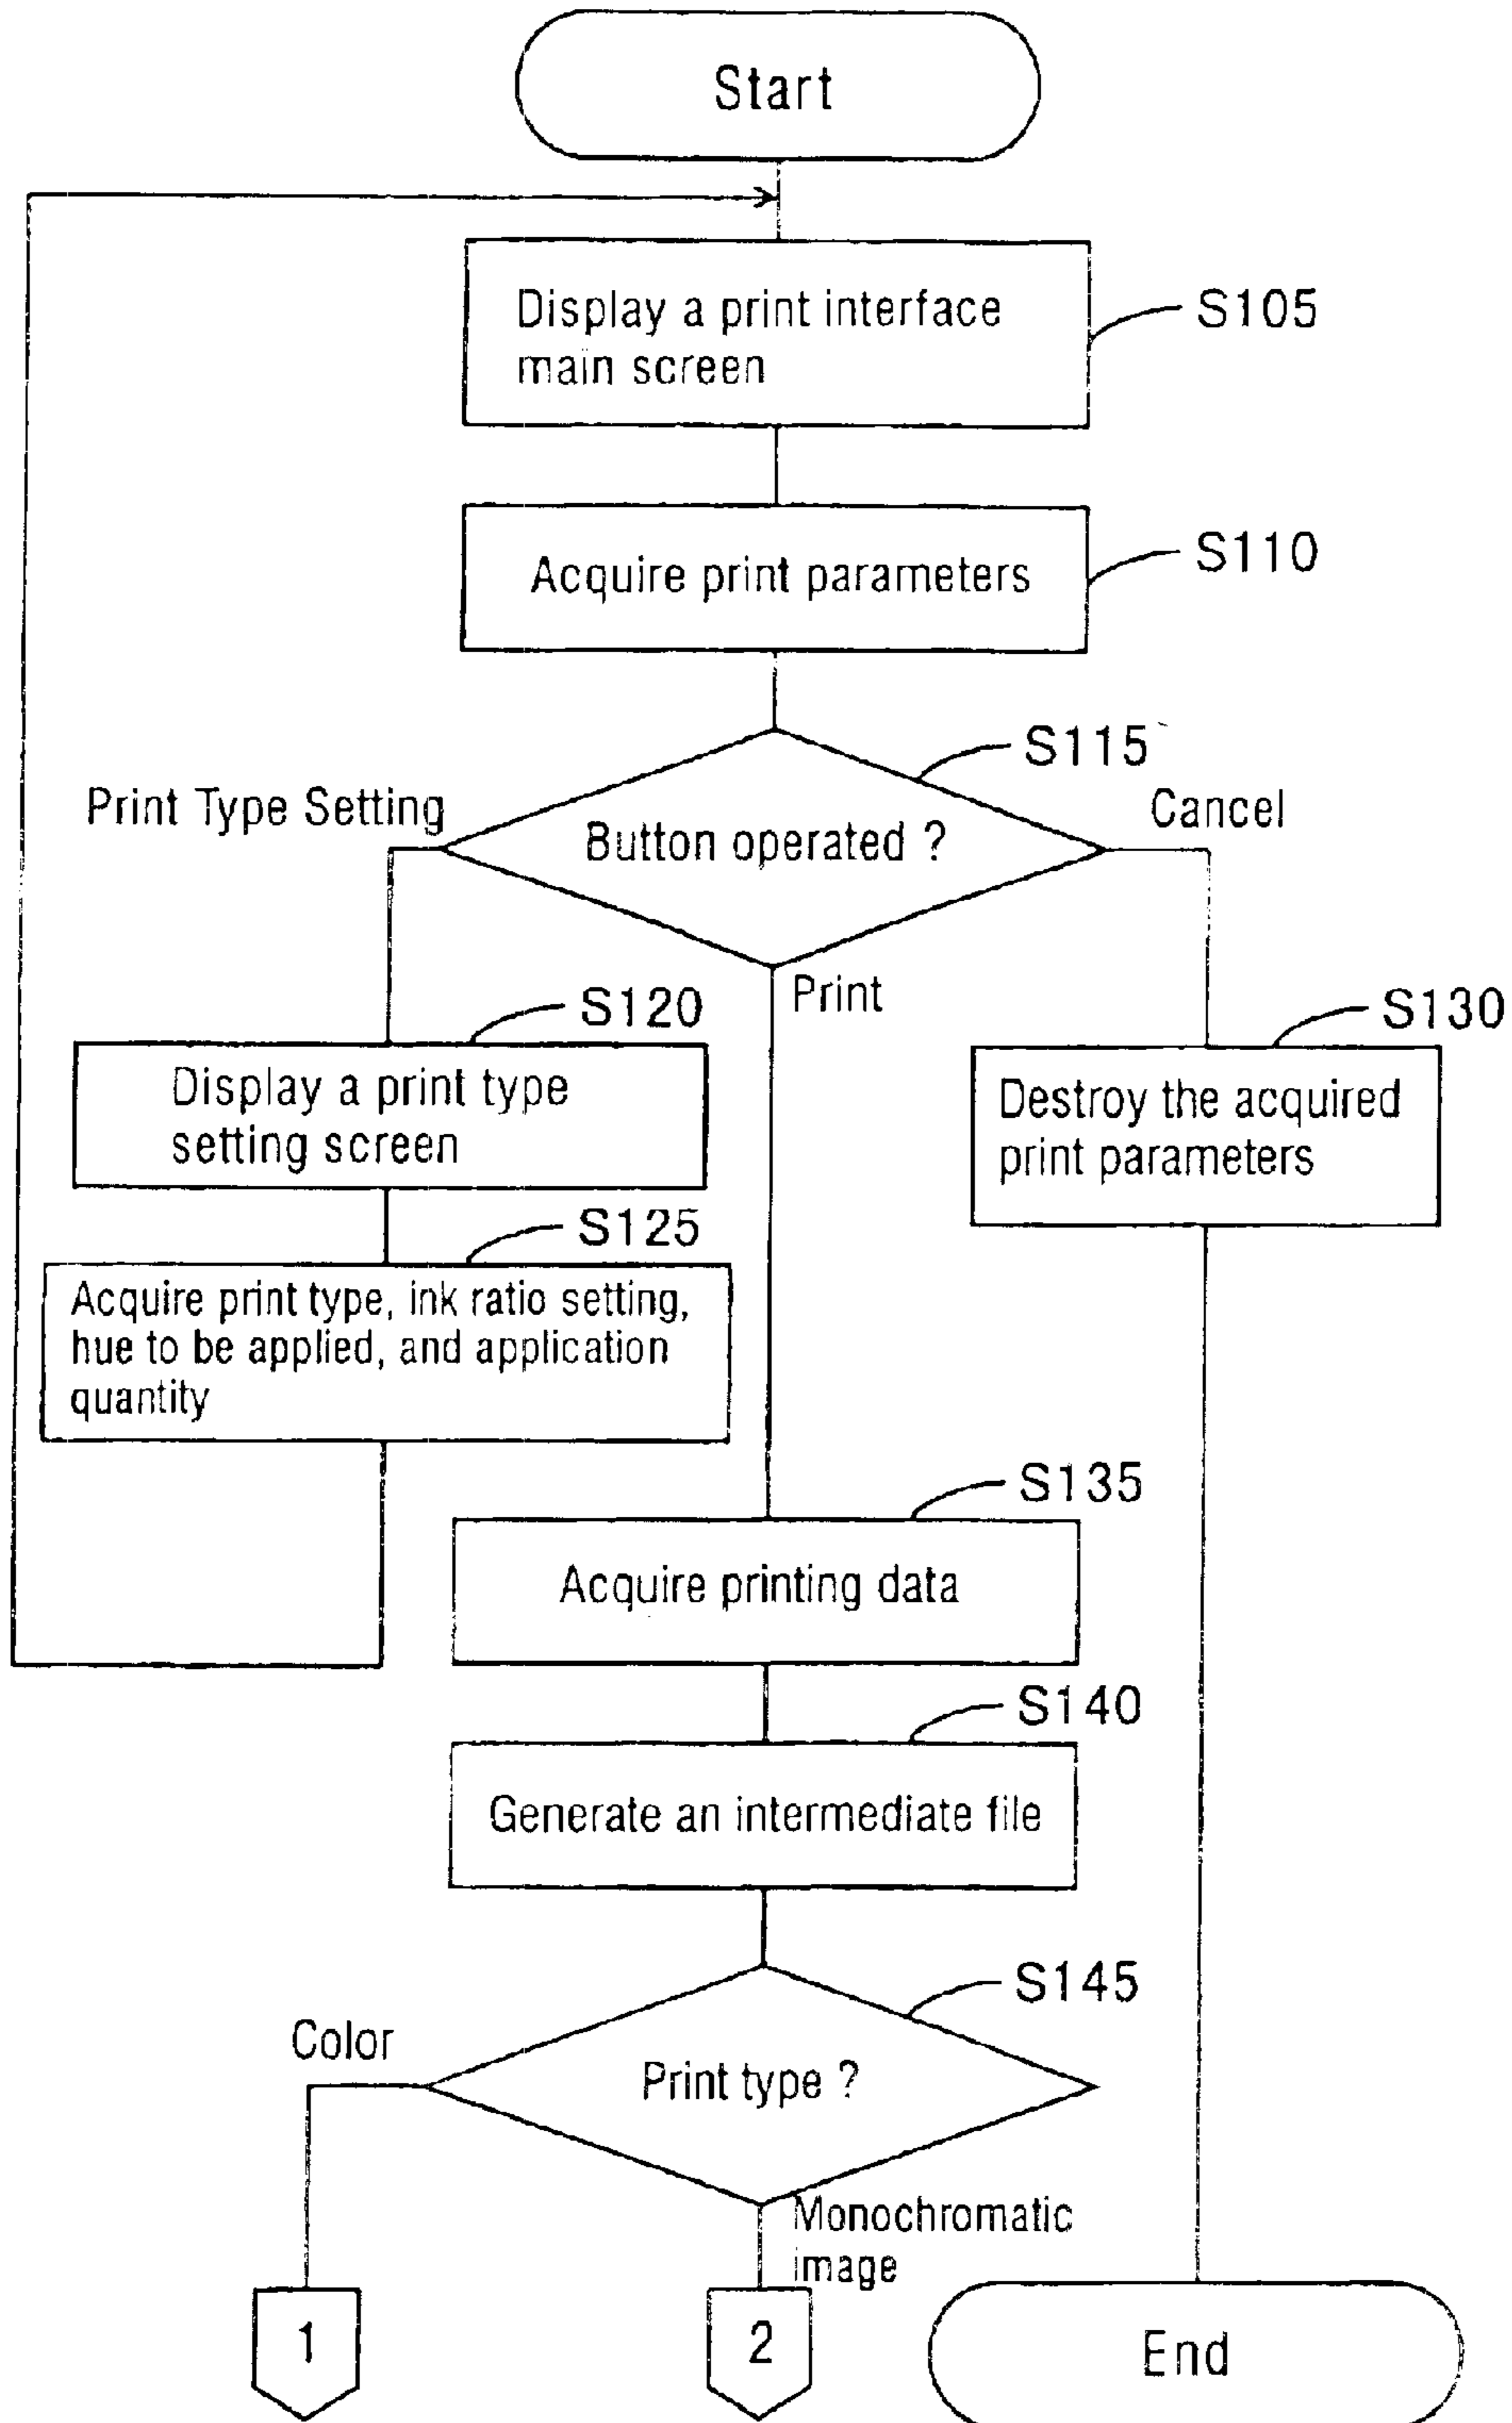 Start
Display a print interface
main screen
S105
Acquire print parameters
S110
S115
Print Type Setting
Button operated ?
Cancel
Print
S120
Display a print type
setting screen
S130
Destroy the acquired
print parameters
S125
Acquire print type, ink ratio setting,
hue to be applied, and application
quantity
S135
Acquire printing data
S140
Generate an intermediate file
S145
Color
Print type ?
Monochromatic
image
1
2
End